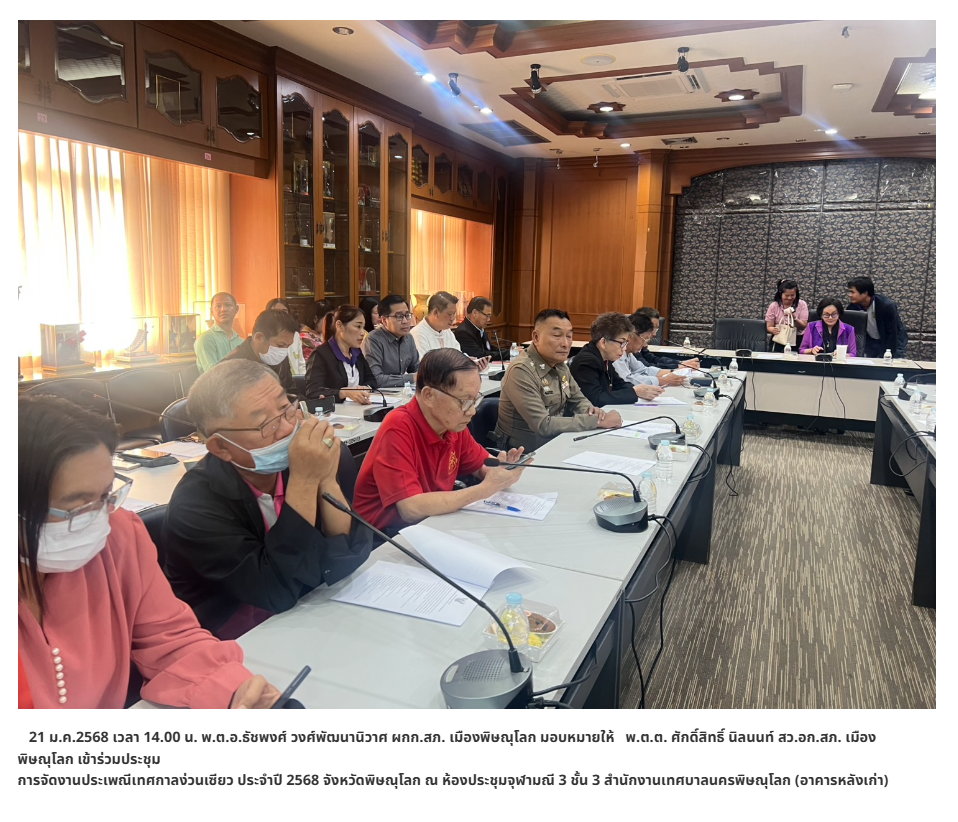 21 ม.ค.2568 เวลา 14.00 น. พ.ต.อ.ธัชพงศ์ วงศ์พัฒนานิวาศ ผกก.สภ. เมืองพิษณุโลก มอบหมายให้ พ.ต.ต. ศักดิ์สิทธิ์ นิลนนท์ สว.อก.สภ. เมือง
พิษณุโลก เข้าร่วมประชุม
การจัดงานประเพณีเทศกาลง่วนเซียว ประจำปี 2568 จังหวัดพิษณุโลก ณ ห้องประชุมจุฬามณี 3 ชั้น 3 สำนักงานเทศบาลนครพิษณุโลก (อาคารหลังเก่า)